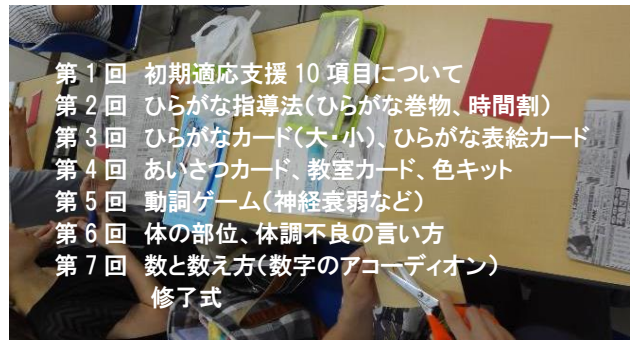 第1回 初期適応支援10項目について
第2回 ひらがな指導法(ひらがな巻物、時間割)
第3回 ひらがなカード(大・小)、ひらがな表絵カード
第4回 あいさつカード、教室カード、色キット
第5回 動詞ゲーム(神経衰弱など)
第6回 体の部位、体調不良の言い方
第7回 数と数え方(数字のアコーディオン)
修了式